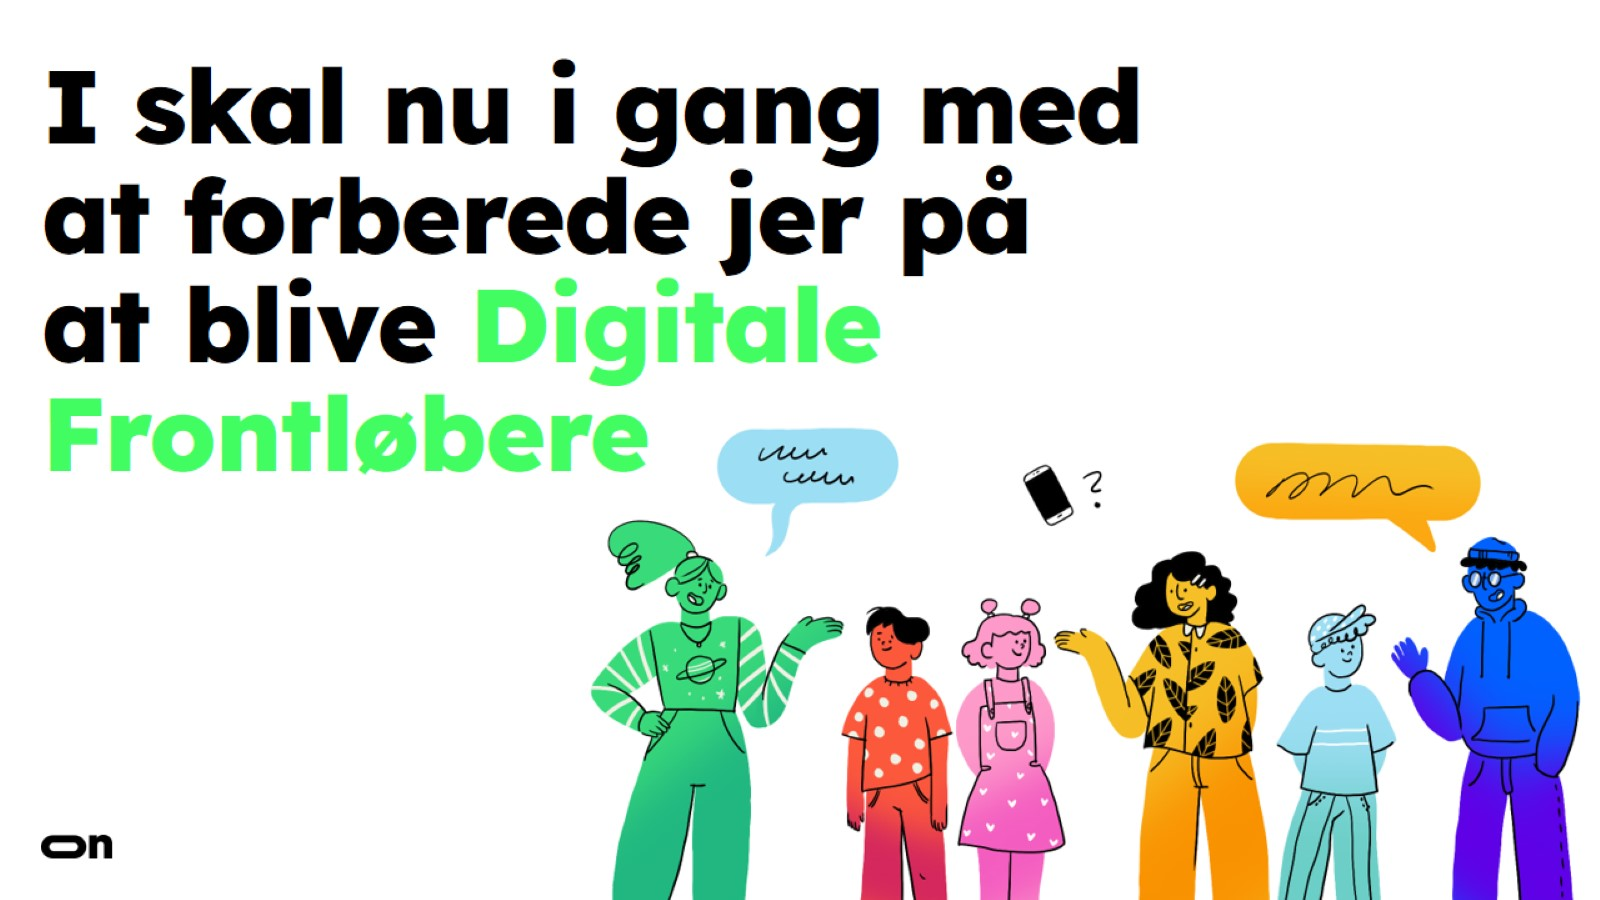 I skal nu i gang med
at forberede jer på
at blive Digitale
Frontløbere
?
on